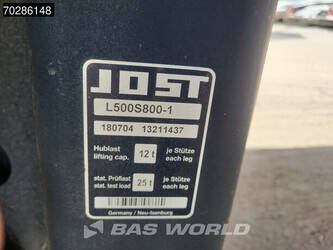 70286148
JOST
L500S800-1
180704 13211437
Hublast 12 t je Stütze
lifting cap. each leg
stat. Prüflast 25 t je Stütze
stat. test load each leg
Germany / Neu-Isenburg
BAS WORLD